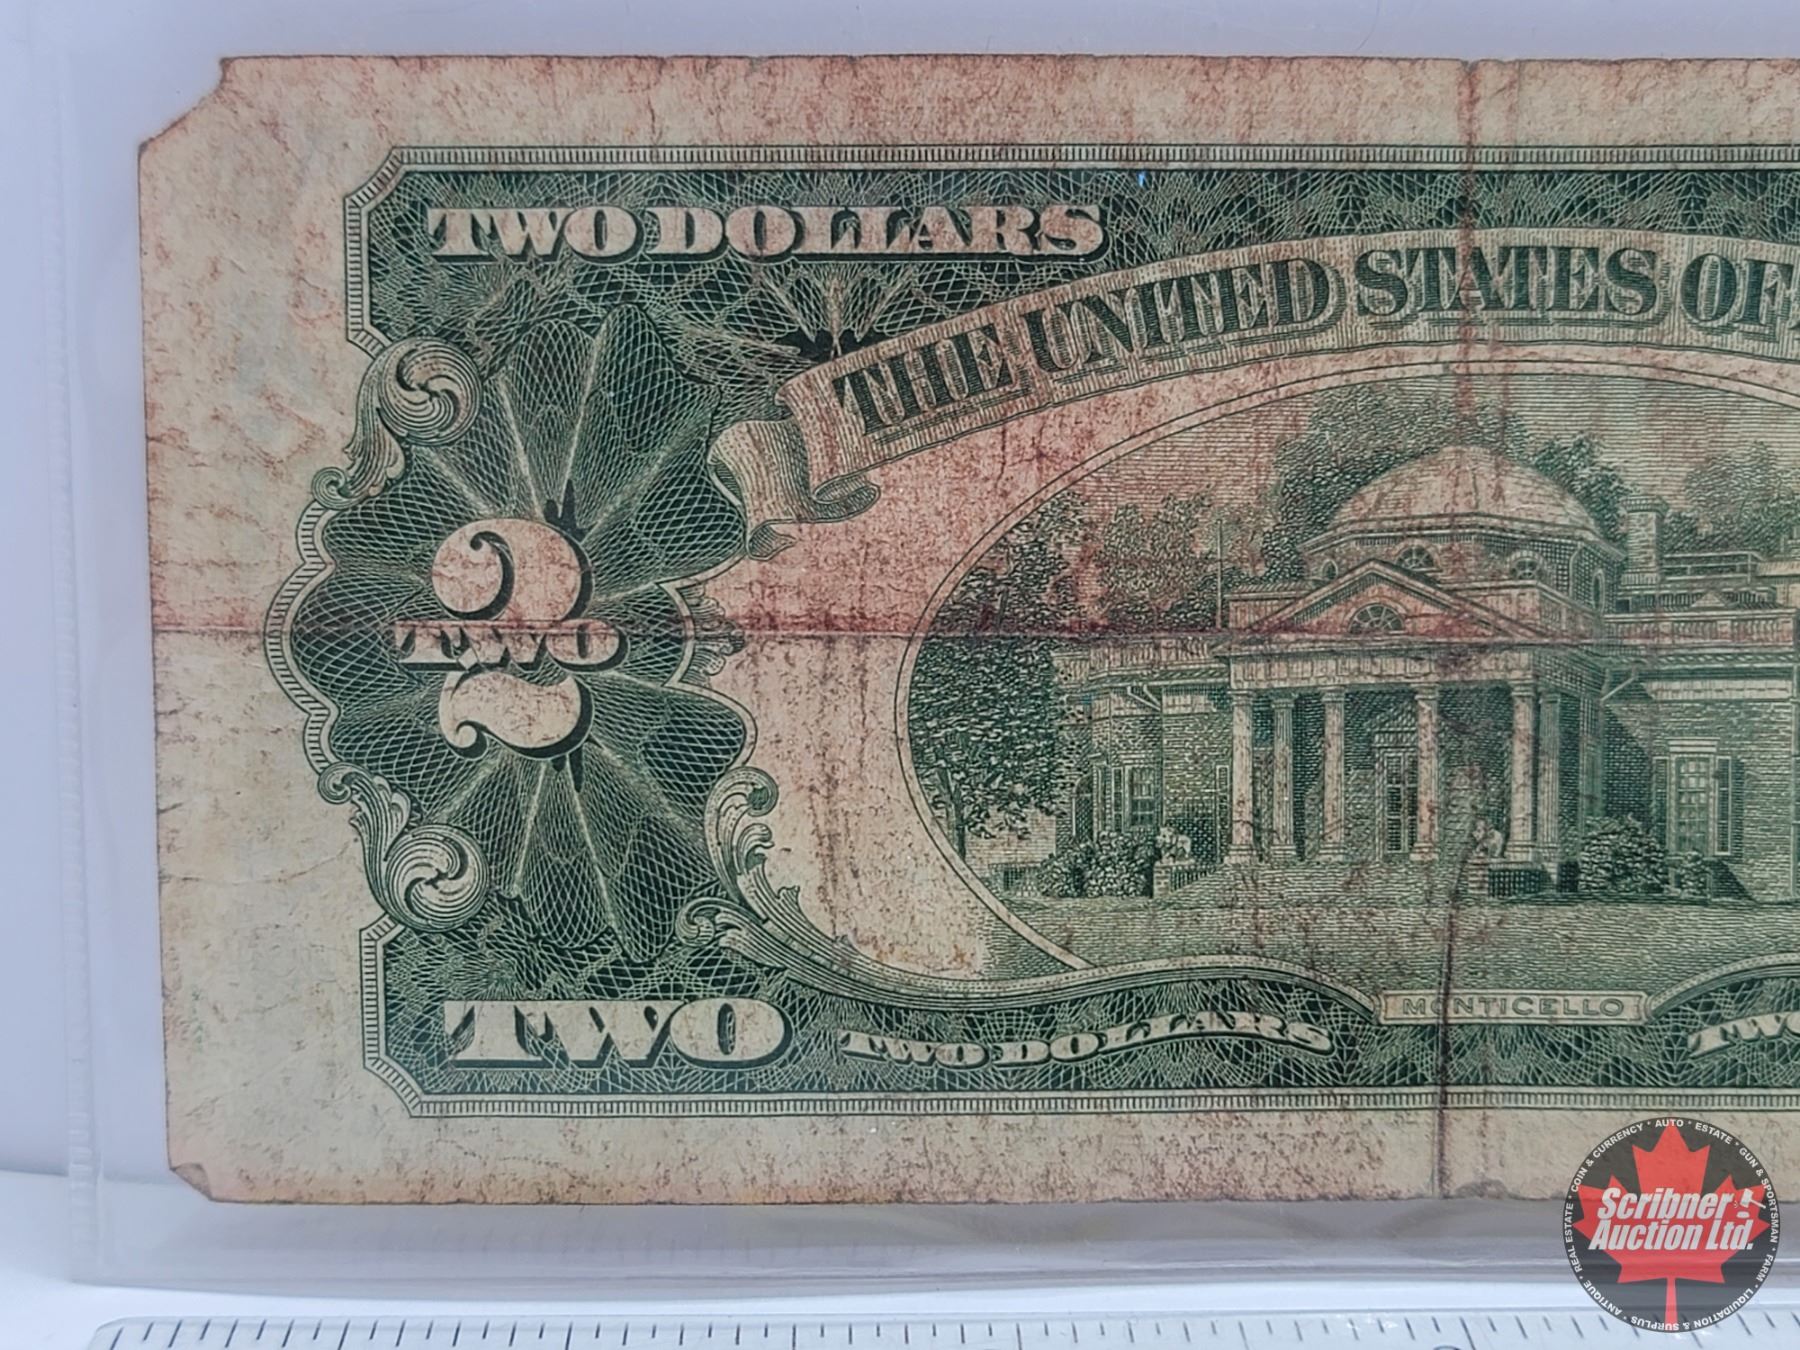 TWO DOLLARS
THE UNITED STATES OF
2
TWO
MONTICELLO
TWO
TWO DOLLARS
TWO
COIN & CURRENCY * AUTO * ESTATE * GUN & SPORTSMAN * FARM * LIQUIDATION & SURPLUS * ANTIQUE * REAL ESTATE *
Scribner
Auction Ltd.